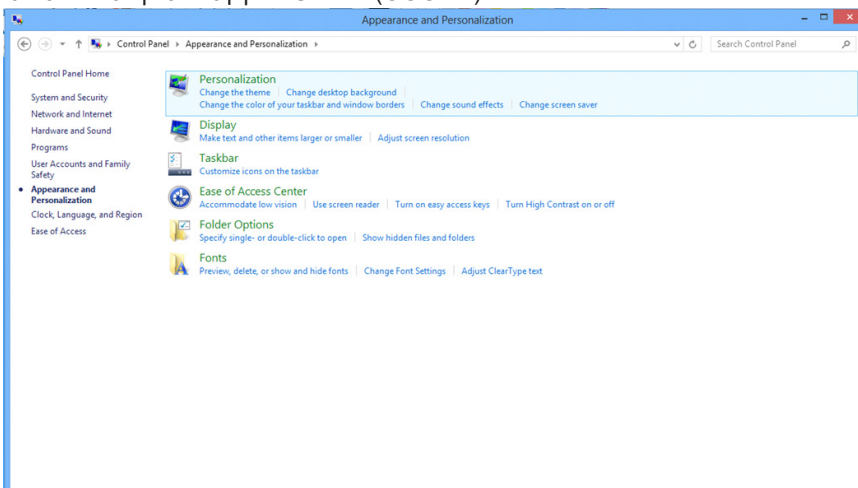 Appearance and Personalization
Control Panel ▸ Appearance and Personalization ▸
Search Control Panel
Control Panel Home
System and Security
Network and Internet
Hardware and Sound
Programs
User Accounts and Family
Safety
Appearance and
Personalization
Clock, Language, and Region
Ease of Access
Personalization
Change the theme | Change desktop background |
Change the color of your taskbar and window borders | Change sound effects | Change screen saver
Display
Make text and other items larger or smaller | Adjust screen resolution
Taskbar
Customize icons on the taskbar
Ease of Access Center
Accommodate low vision | Use screen reader | Turn on easy access keys | Turn High Contrast on or off
Folder Options
Specify single- or double-click to open | Show hidden files and folders
Fonts
Preview, delete, or show and hide fonts | Change Font Settings | Adjust ClearType text